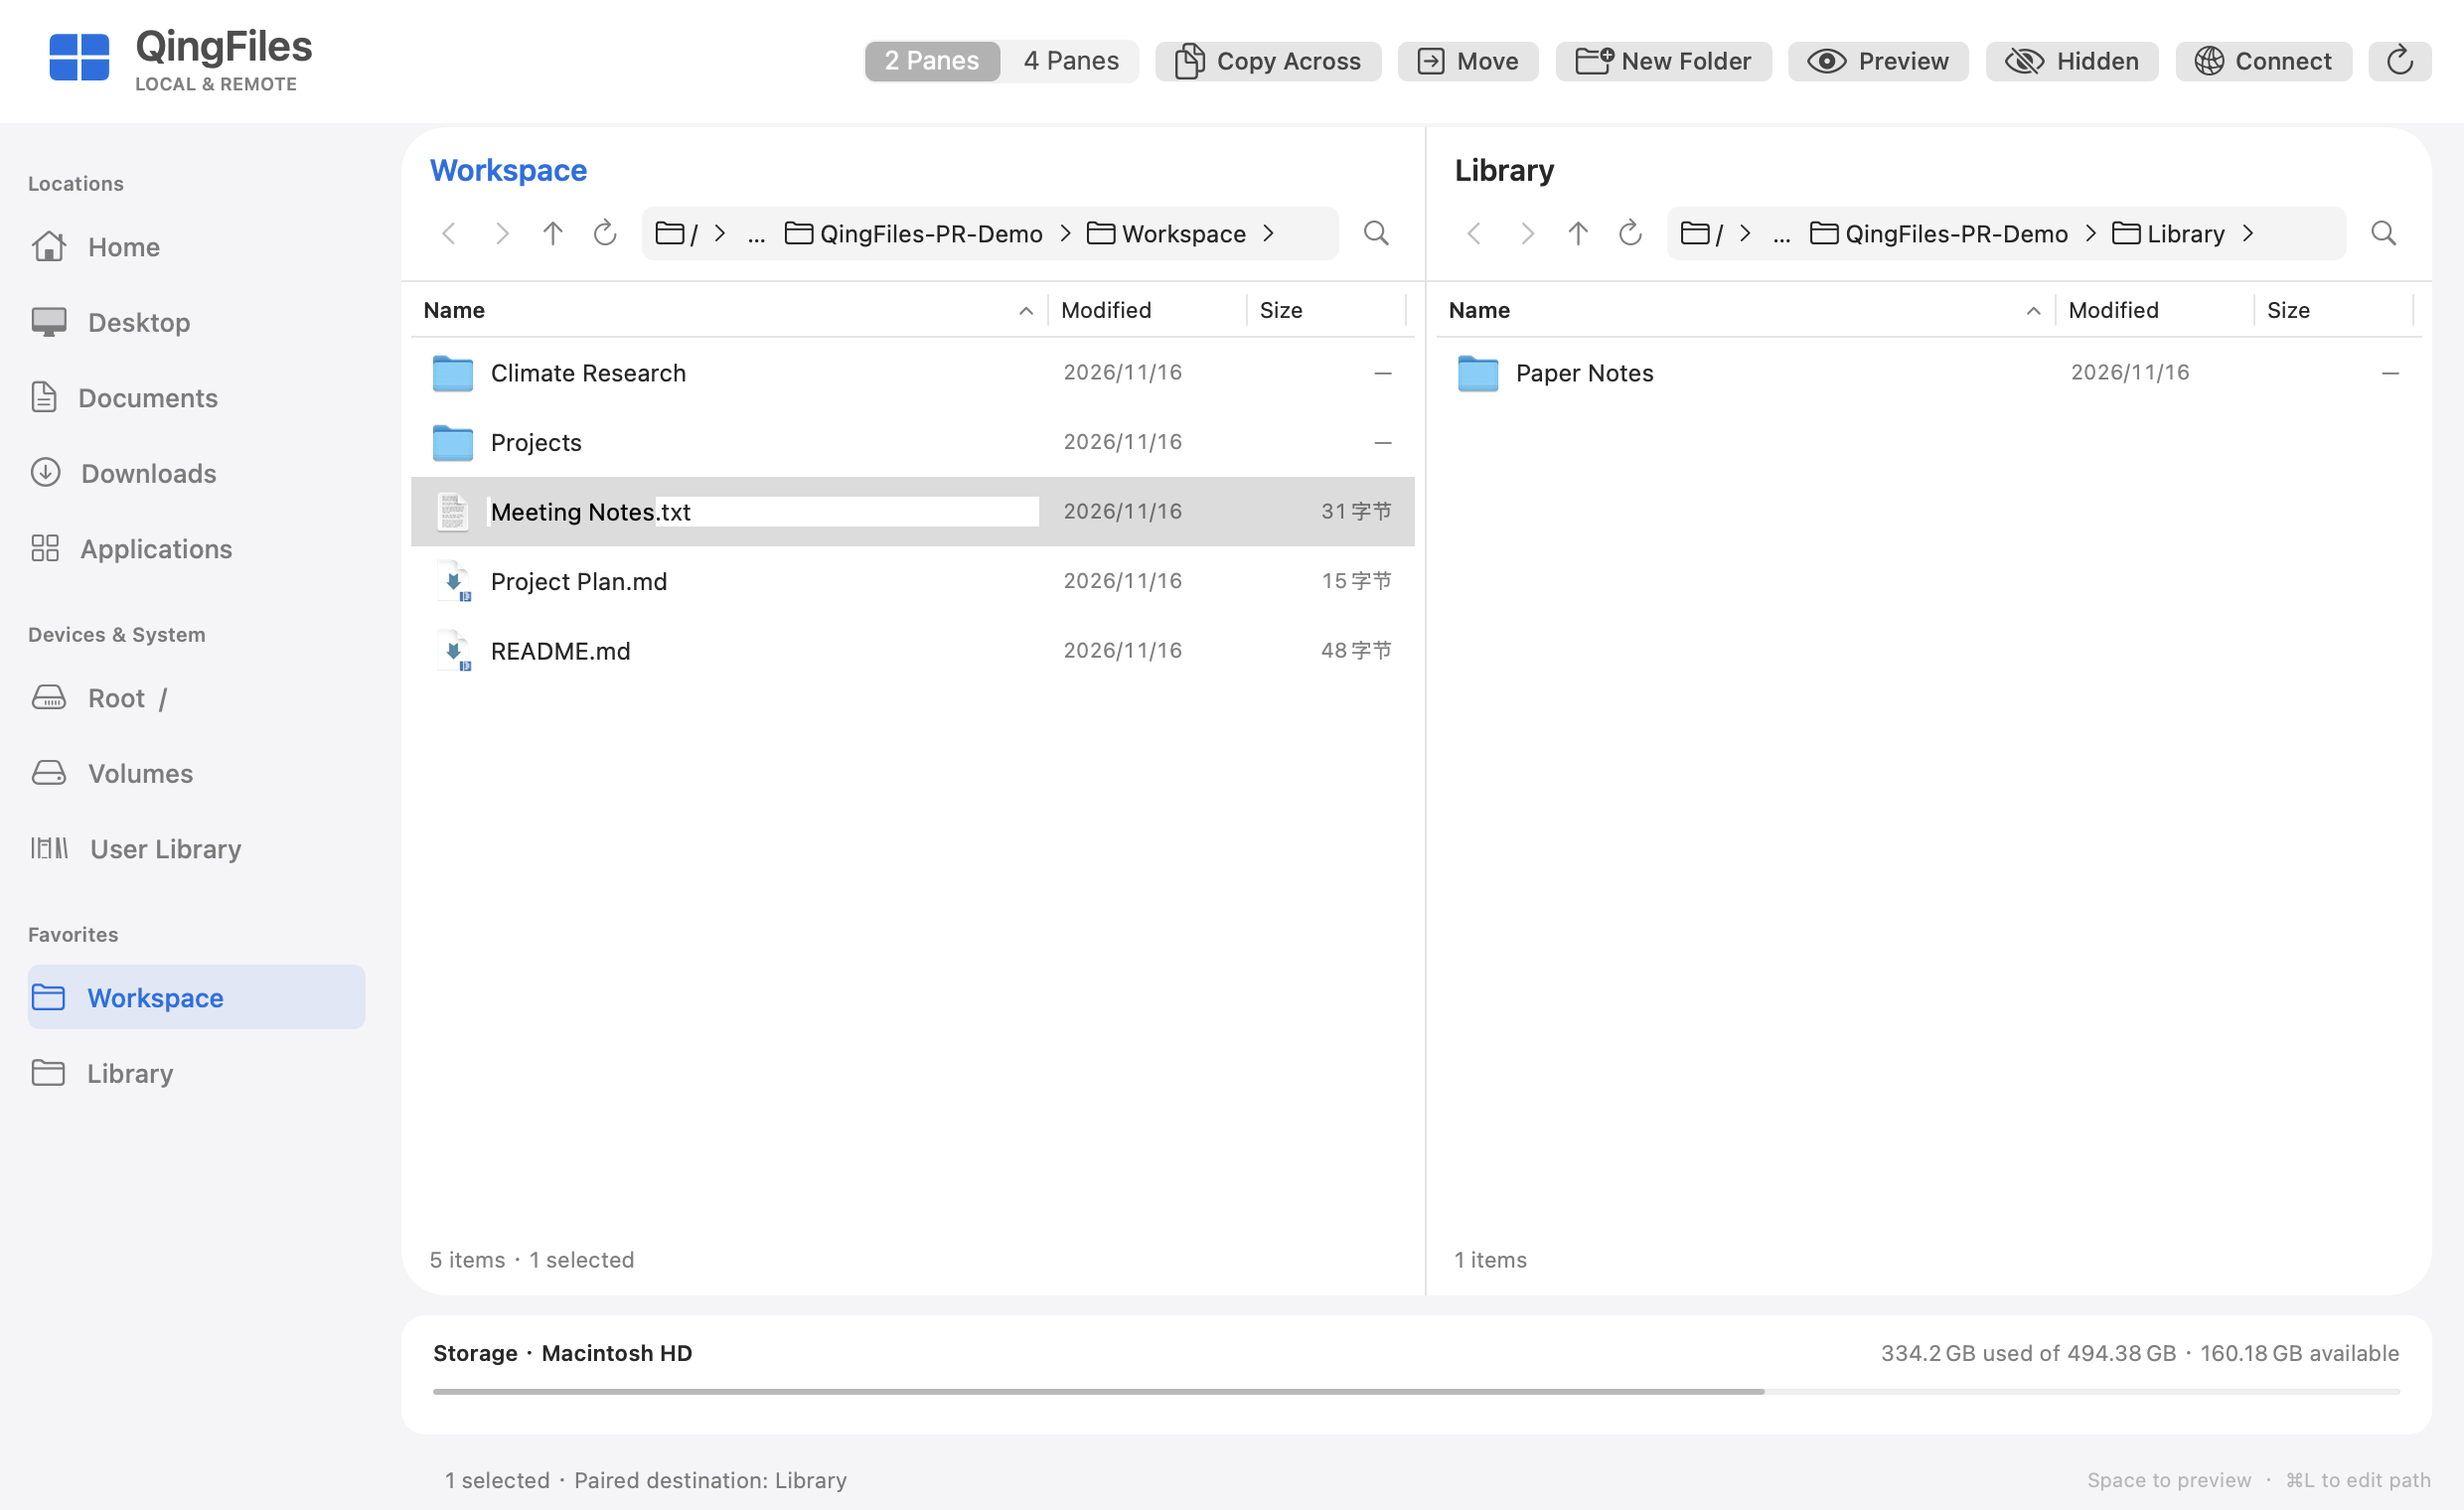 QingFiles
LOCAL & REMOTE
2 Panes
4 Panes
Copy Across
Move
New Folder
Preview
Hidden
Connect
Locations
Home
Desktop
Documents
Downloads
Applications
Devices & System
Root /
Volumes
User Library
Favorites
Workspace
Library
Workspace
/ > ... QingFiles-PR-Demo > Workspace >
Name Modified Size
Climate Research 2026/11/16 —
Projects 2026/11/16 —
Meeting Notes.txt 2026/11/16 31 字节
Project Plan.md 2026/11/16 15 字节
README.md 2026/11/16 48 字节
5 items · 1 selected
Library
/ > ... QingFiles-PR-Demo > Library >
Name Modified Size
Paper Notes 2026/11/16 —
1 items
Storage · Macintosh HD
334.2 GB used of 494.38 GB · 160.18 GB available
1 selected · Paired destination: Library
Space to preview · ⌘L to edit path